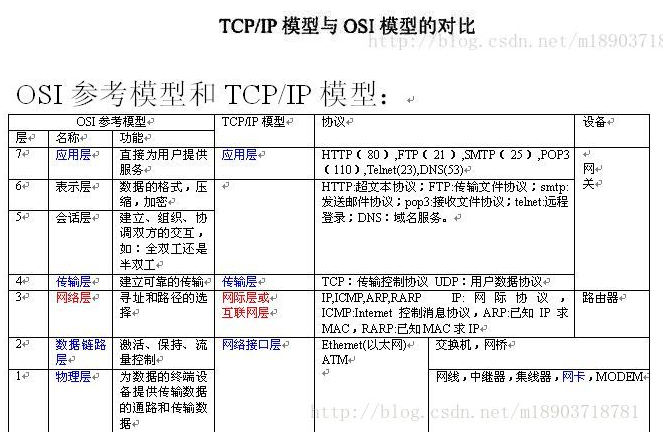 TCP/IP 模型与 OSI 模型的对比
http://blog.csdn.net/m18903718
OSI 参考模型和 TCP/IP 模型：
OSI 参考模型 TCP/IP 模型 协议 设备
层 名称 功能
7 应用层 直接为用户提供
服务
应用层
HTTP（80）,FTP（21）,SMTP（25）,POP3
（110）,Telnet(23),DNS(53)
网
关
6 表示层 数据的格式，压
缩，加密
HTTP:超文本协议；FTP:传输文件协议；smtp:
发送邮件协议；pop3:接收文件协议；telnet:远程
登录；DNS：域名服务。
5 会话层 建立、组织、协
调双方的交互，
如：全双工还是
半双工
4 传输层 建立可靠的传输 传输层 TCP：传输控制协议 UDP：用户数据协议
3 网络层 寻址和路径的选
择
网际层或
互联网层
IP,ICMP,ARP,RARP IP:网际协议，
ICMP:Internet 控制消息协议，ARP:已知 IP 求
MAC，RARP:已知 MAC 求 IP
路由器
2 数据链路
层
激活、保持、流
量控制
网络接口层
Ethernet(以太网)
ATM
交换机，网桥
1 物理层 为数据的终端设
备提供传输数据
的通路和传输数
据
网线，中继器，集线器，网卡，MODEM
http://blog.csdn.net/m18903718781